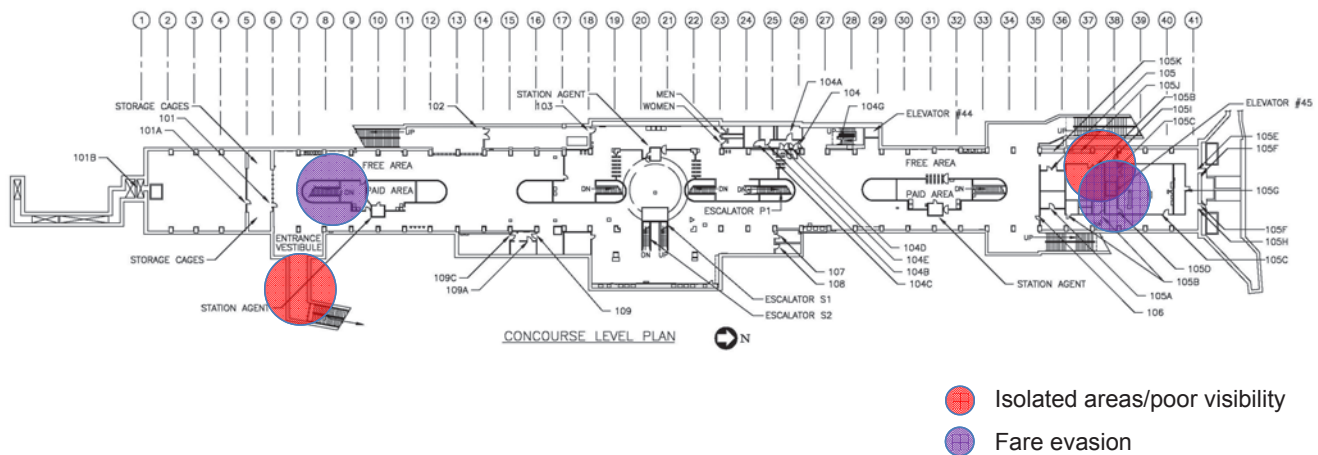 1 2 3 4 5 6 7 8 9 10 11 12 13 14 15 16 17 18 19 20 21 22 23 24 25 26 27 28 29 30 31 32 33 34 35 36 37 38 39 40 41
STORAGE CAGES
101
101A
101B
102
STATION AGENT
103
MEN
WOMEN
104A
104
104G
ELEVATOR #44
105K
105
105J
105B
105I
105C
ELEVATOR #45
105E
105F
105G
105F
105H
105C
UP
FREE AREA
DN
PAID AREA
ENTRANCE
VESTIBULE
STORAGE CAGES
STATION AGENT
109C
109A
109
DN
DN UP
DN
DN
ESCALATOR P1
ESCALATOR S1
ESCALATOR S2
107
108
104D
104E
104B
104C
UP
FREE AREA
PAID AREA
DN
STATION AGENT
UP
UP
105D
105B
105A
106
CONCOURSE LEVEL PLAN
N
Isolated areas/poor visibility
Fare evasion